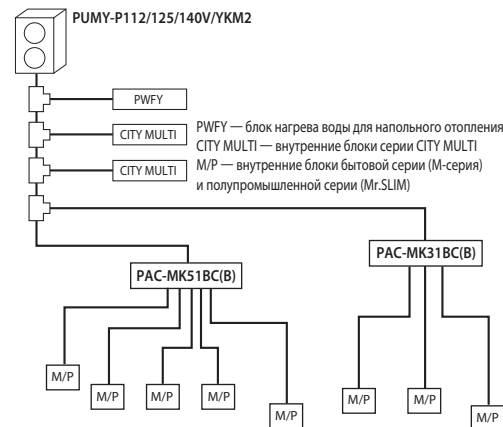 PUMY-P112/125/140V/YKM2
PWFY
CITY MULTI
CITY MULTI
PWFY — блок нагрева воды для напольного отопления
CITY MULTI — внутренние блоки серии CITY MULTI
M/P — внутренние блоки бытовой серии (М-серия)
и полупромышленной серии (Mr.SLIM)
PAC-MK51BC(B)
PAC-MK31BC(B)
M/P
M/P
M/P
M/P
M/P
M/P
M/P
M/P